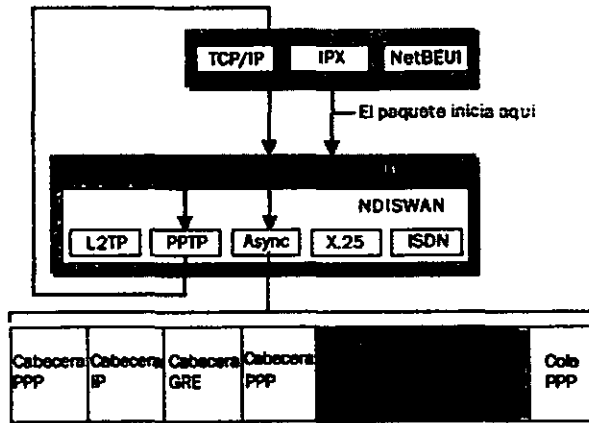 TCP/IP IPX NetBEUI
El paquete inicia aquí
NDISWAN
L2TP PPTP Async X.25 ISDN
Cabecera PPP
Cabecera IP
Cabecera GRE
Cabecera PPP
Cola PPP